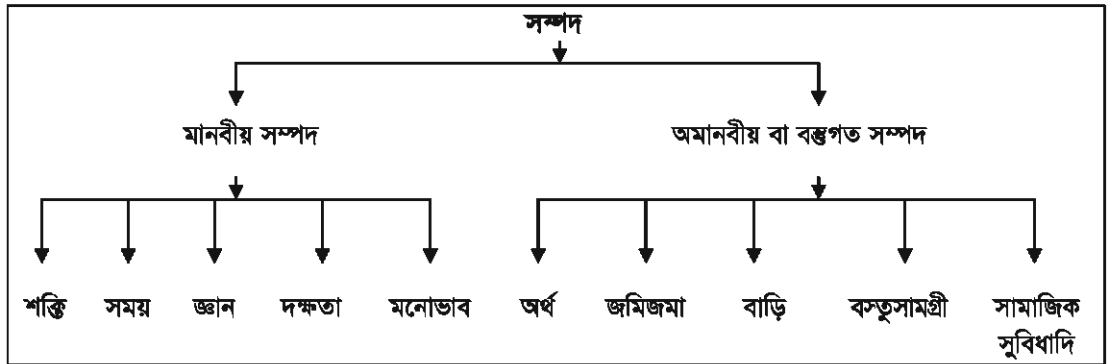 সম্পদ
মানবীয় সম্পদ অমানবীয় বা বস্তুগত সম্পদ
শক্তি সময় জ্ঞান দক্ষতা মনোভাব অর্থ জমিজমা বাড়ি বস্তুসামগ্রী সামাজিক
সুবিধাদি